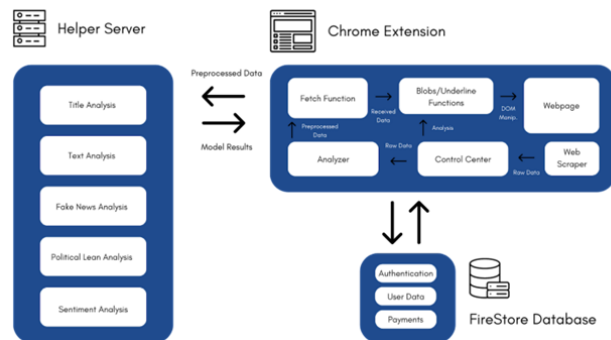 Helper Server
Title Analysis
Text Analysis
Fake News Analysis
Political Lean Analysis
Sentiment Analysis
Preprocessed Data
Model Results
Chrome Extension
Fetch Function
Received
Data
Blobs/Underline
Functions
DOM
Manip.
Webpage
Preprocessed
Data
Analysis
Analyzer
Raw Data
Control Center
Raw Data
Web
Scraper
Authentication
User Data
Payments
FireStore Database